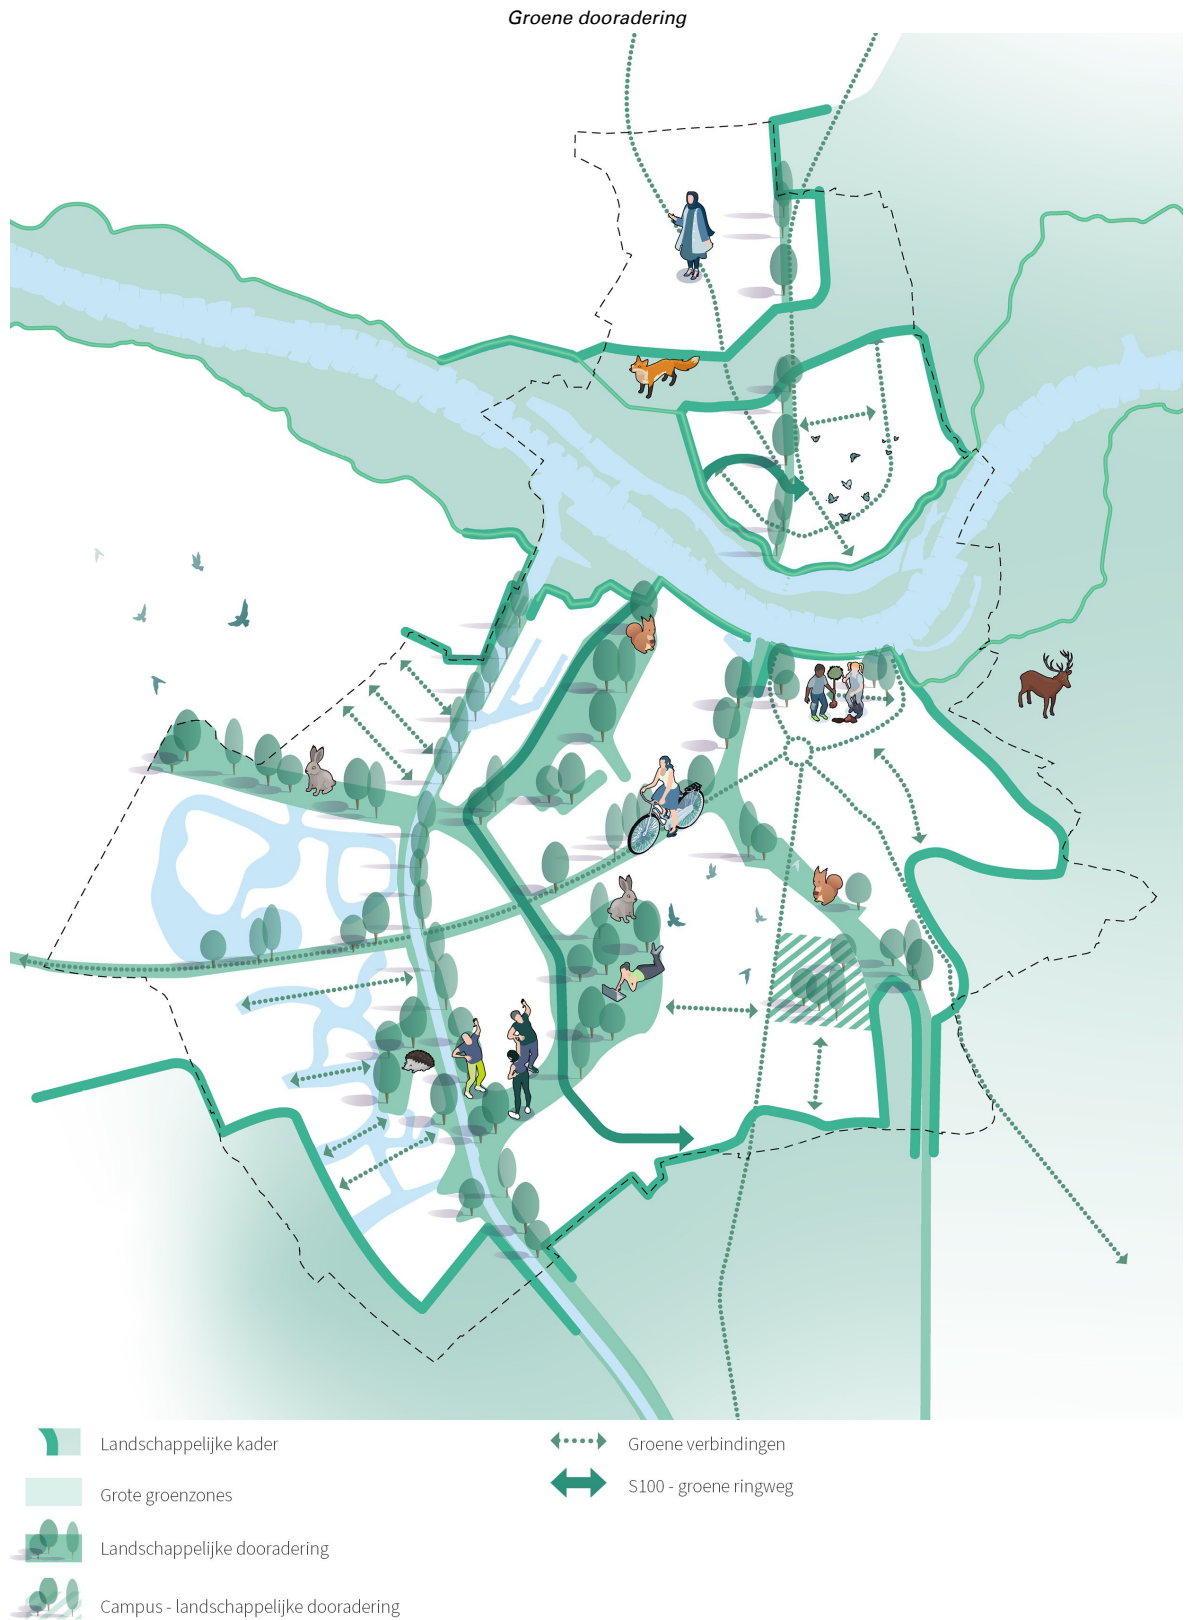 Groene dooradering
Landschappelijke kader
Grote groenzones
Landschappelijke dooradering
Campus - landschappelijke dooradering
Groene verbindingen
S100 - groene ringweg